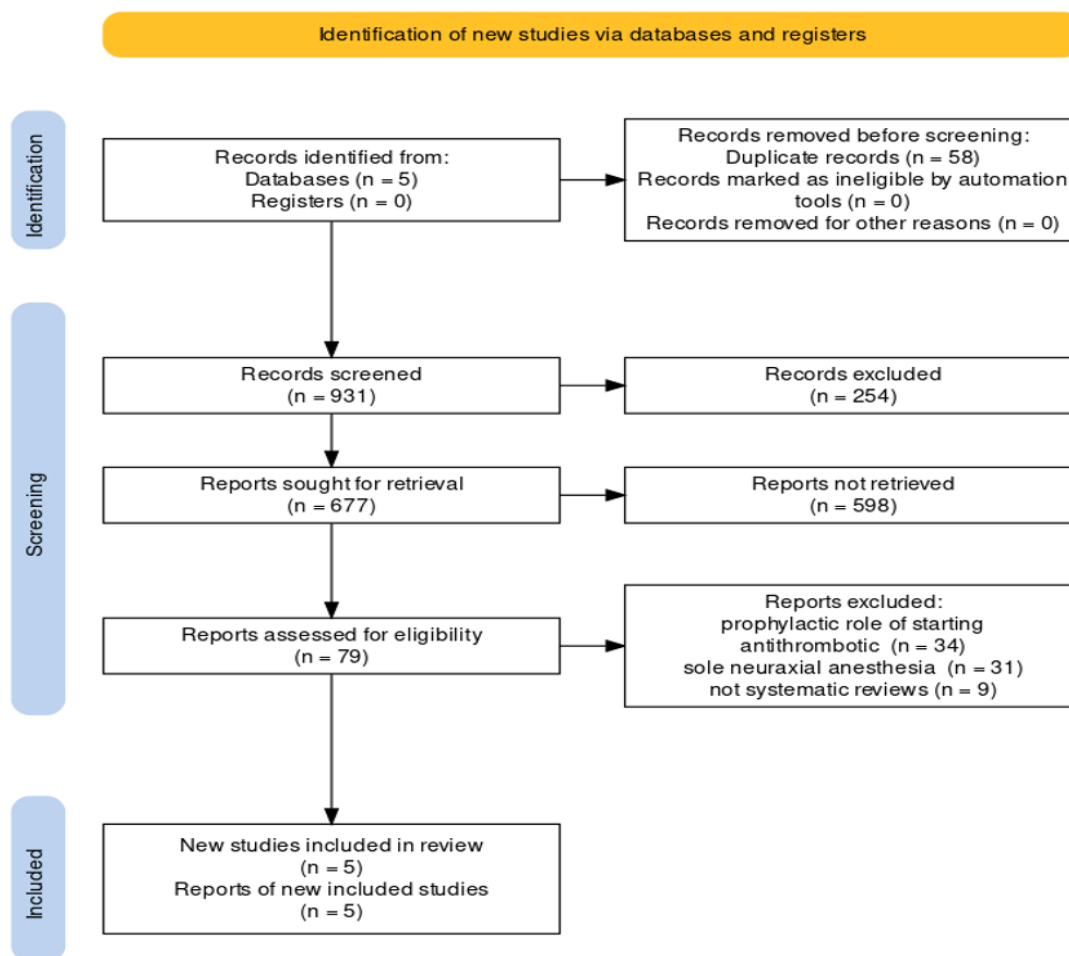 Identification of new studies via databases and registers
Identification
Records identified from:
Databases (n = 5)
Registers (n = 0)
Records removed before screening:
Duplicate records (n = 58)
Records marked as ineligible by automation
tools (n = 0)
Records removed for other reasons (n = 0)
Screening
Records screened
(n = 931)
Records excluded
(n = 254)
Reports sought for retrieval
(n = 677)
Reports not retrieved
(n = 598)
Reports assessed for eligibility
(n = 79)
Reports excluded:
prophylactic role of starting
antithrombotic (n = 34)
sole neuraxial anesthesia (n = 31)
not systematic reviews (n = 9)
Included
New studies included in review
(n = 5)
Reports of new included studies
(n = 5)